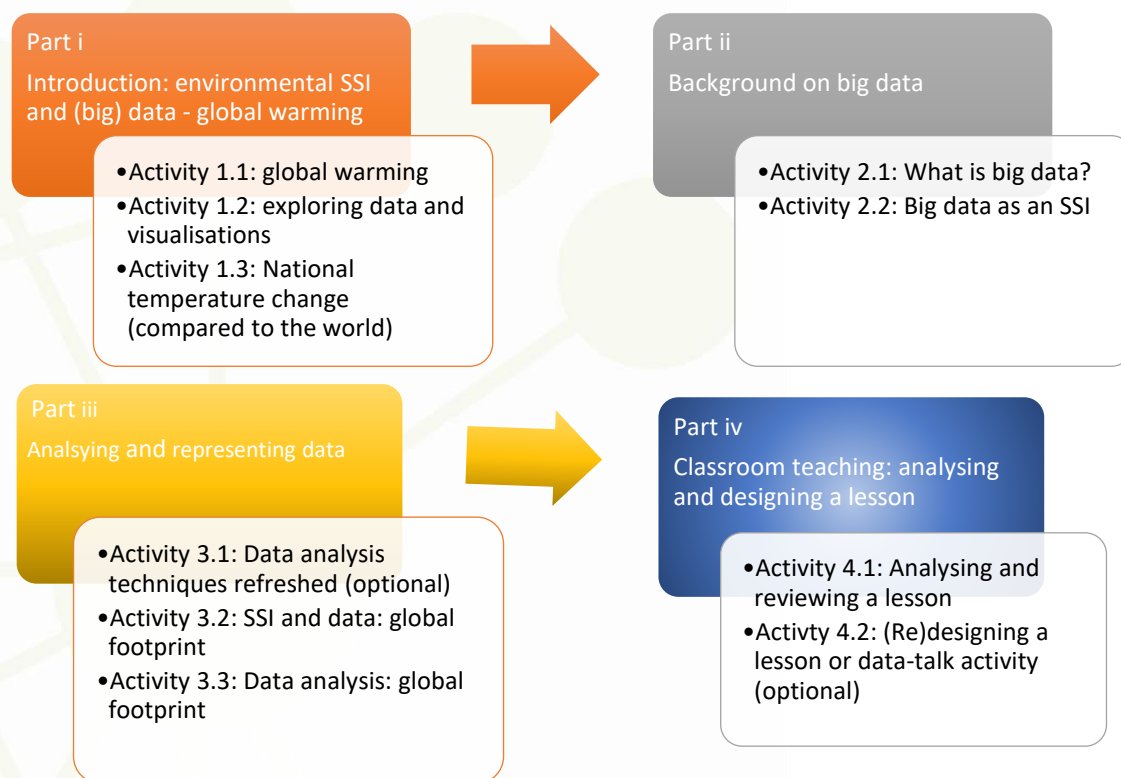 Part i
Introduction: environmental SSI
and (big) data - global warming
•Activity 1.1: global warming
•Activity 1.2: exploring data and
visualisations
•Activity 1.3: National
temperature change
(compared to the world)
Part ii
Background on big data
•Activity 2.1: What is big data?
•Activity 2.2: Big data as an SSI
Part iii
Analsying and representing data
•Activity 3.1: Data analysis
techniques refreshed (optional)
•Activity 3.2: SSI and data: global
footprint
•Activity 3.3: Data analysis: global
footprint
Part iv
Classroom teaching: analysing
and designing a lesson
•Activity 4.1: Analysing and
reviewing a lesson
•Activty 4.2: (Re)designing a
lesson or data-talk activity
(optional)